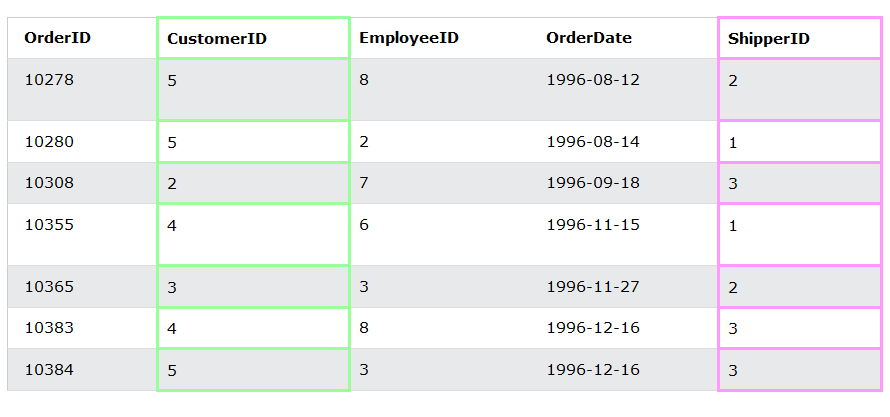 OrderID CustomerID EmployeeID OrderDate ShipperID
10278 5 8 1996-08-12 2
10280 5 2 1996-08-14 1
10308 2 7 1996-09-18 3
10355 4 6 1996-11-15 1
10365 3 3 1996-11-27 2
10383 4 8 1996-12-16 3
10384 5 3 1996-12-16 3